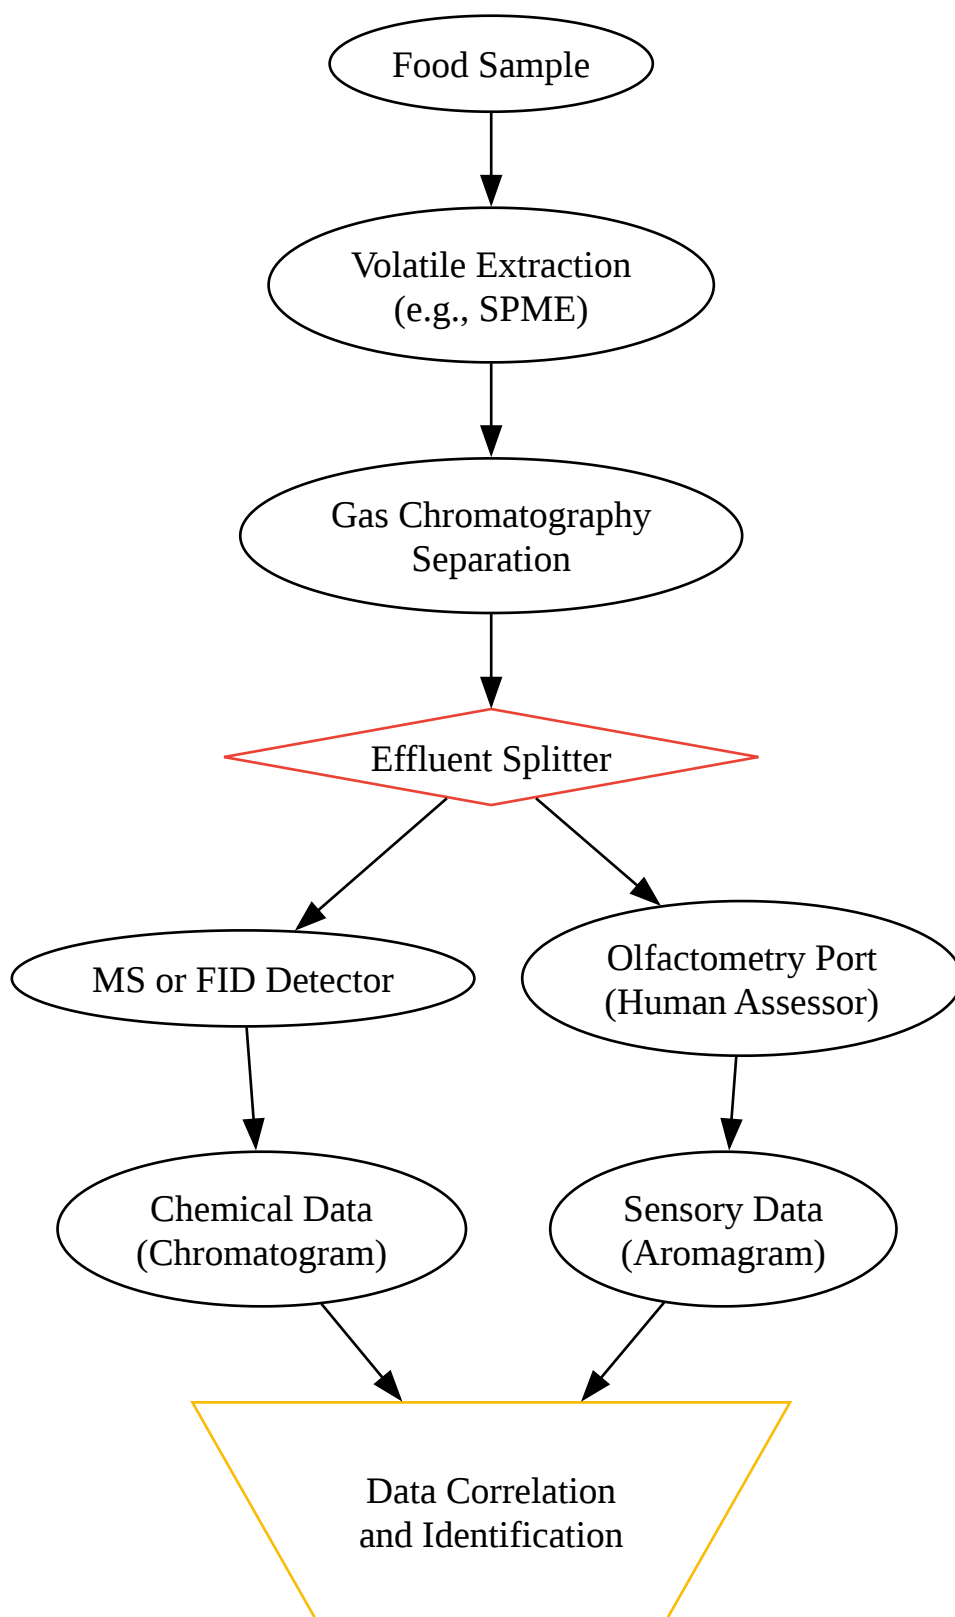 Food Sample
Volatile Extraction
(e.g., SPME)
Gas Chromatography
Separation
Effluent Splitter
MS or FID Detector
Olfactometry Port
(Human Assessor)
Chemical Data
(Chromatogram)
Sensory Data
(Aromagram)
Data Correlation
and Identification